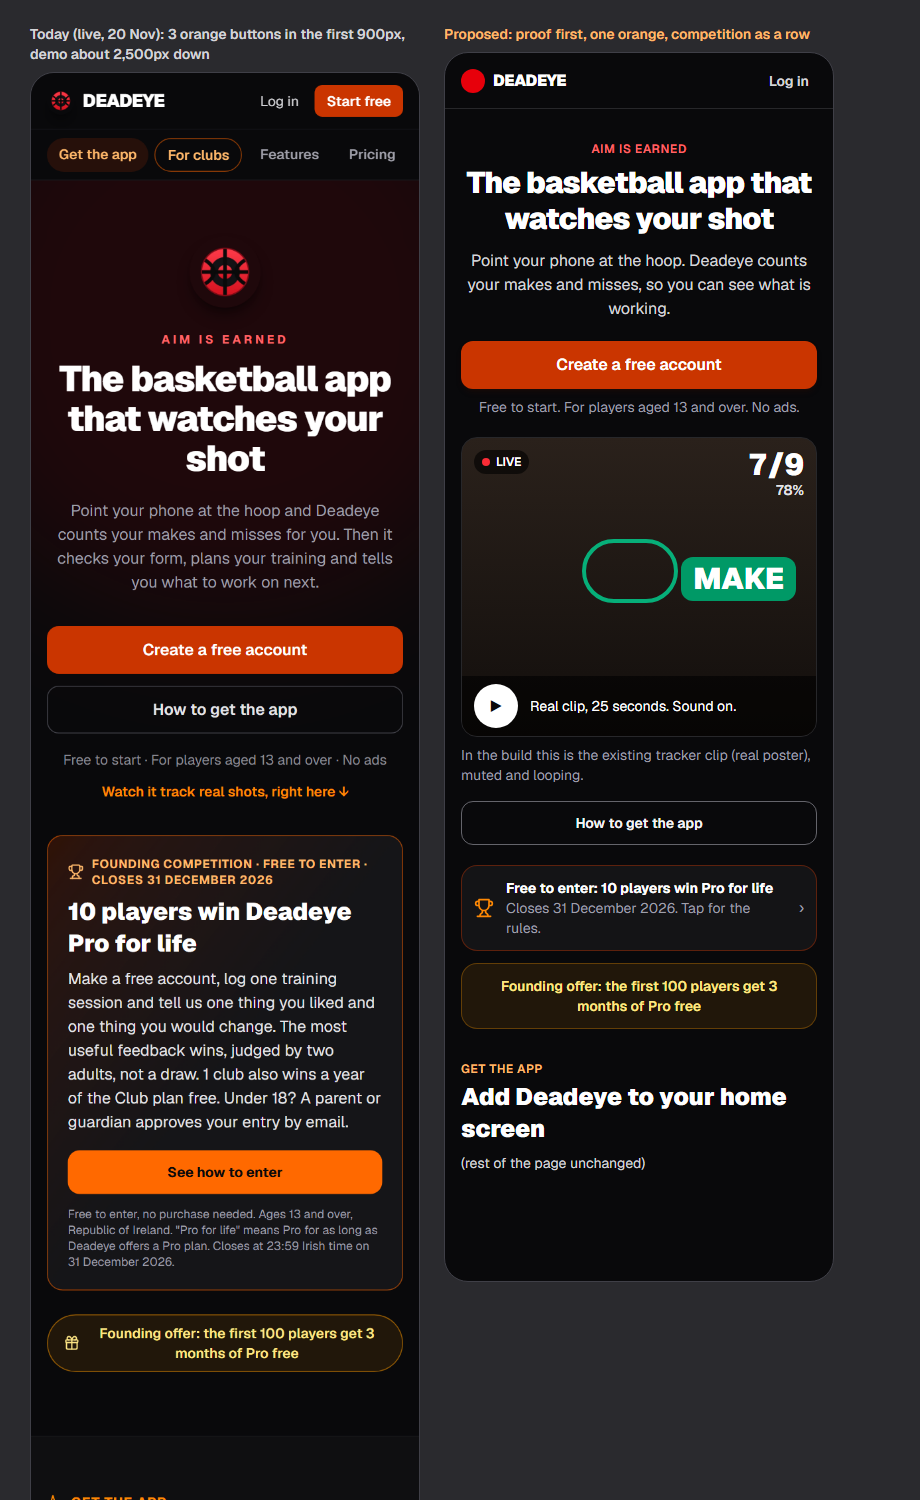 Today (live, 20 Nov): 3 orange buttons in the first 900px,
demo about 2,500px down
DEADEYE
Log in
Start free
Get the app
For clubs
Features
Pricing
AIM IS EARNED
The basketball app
that watches your
shot
Point your phone at the hoop and Deadeye
counts your makes and misses for you. Then it
checks your form, plans your training and tells
you what to work on next.
Create a free account
How to get the app
Free to start · For players aged 13 and over · No ads
Watch it track real shots, right here ↓
FOUNDING COMPETITION · FREE TO ENTER ·
CLOSES 31 DECEMBER 2026
10 players win Deadeye
Pro for life
Make a free account, log one training
session and tell us one thing you liked and
one thing you would change. The most
useful feedback wins, judged by two
adults, not a draw. 1 club also wins a year
of the Club plan free. Under 18? A parent or
guardian approves your entry by email.
See how to enter
Free to enter, no purchase needed. Ages 13 and over,
Republic of Ireland. "Pro for life" means Pro for as long as
Deadeye offers a Pro plan. Closes at 23:59 Irish time on
31 December 2026.
Founding offer: the first 100 players get 3
months of Pro free
GET THE APP
Proposed: proof first, one orange, competition as a row
DEADEYE
Log in
AIM IS EARNED
The basketball app that
watches your shot
Point your phone at the hoop. Deadeye counts
your makes and misses, so you can see what is
working.
Create a free account
Free to start. For players aged 13 and over. No ads.
LIVE
7/9
78%
MAKE
Real clip, 25 seconds. Sound on.
In the build this is the existing tracker clip (real poster),
muted and looping.
How to get the app
Free to enter: 10 players win Pro for life
Closes 31 December 2026. Tap for the
rules.
Founding offer: the first 100 players get 3
months of Pro free
GET THE APP
Add Deadeye to your home
screen
(rest of the page unchanged)